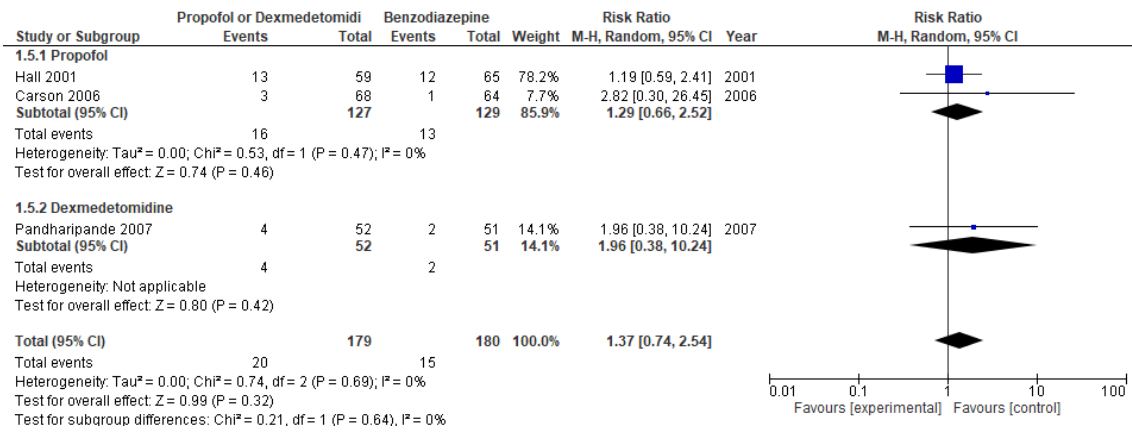 Propofol or Dexmedetomidi Benzodiazepine Risk Ratio Risk Ratio
Study or Subgroup Events Total Events Total Weight M-H, Random, 95% CI Year M-H, Random, 95% CI
1.5.1 Propofol
Hall 2001 13 59 12 65 78.2% 1.19 [0.59, 2.41] 2001
Carson 2006 3 68 1 64 7.7% 2.82 [0.30, 26.45] 2006
Subtotal (95% CI) 127 129 85.9% 1.29 [0.66, 2.52]
Total events 16 13
Heterogeneity: Tau² = 0.00; Chi² = 0.53, df = 1 (P = 0.47); I² = 0%
Test for overall effect: Z = 0.74 (P = 0.46)
1.5.2 Dexmedetomidine
Pandharipande 2007 4 52 2 51 14.1% 1.96 [0.38, 10.24] 2007
Subtotal (95% CI) 52 51 14.1% 1.96 [0.38, 10.24]
Total events 4 2
Heterogeneity: Not applicable
Test for overall effect: Z = 0.80 (P = 0.42)
Total (95% CI) 179 180 100.0% 1.37 [0.74, 2.54]
Total events 20 15
Heterogeneity: Tau² = 0.00; Chi² = 0.74, df = 2 (P = 0.69); I² = 0%
Test for overall effect: Z = 0.99 (P = 0.32)
Test for subgroup differences: Chi² = 0.21, df = 1 (P = 0.64), I² = 0%
0.01 0.1 1 10 100
Favours [experimental] Favours [control]